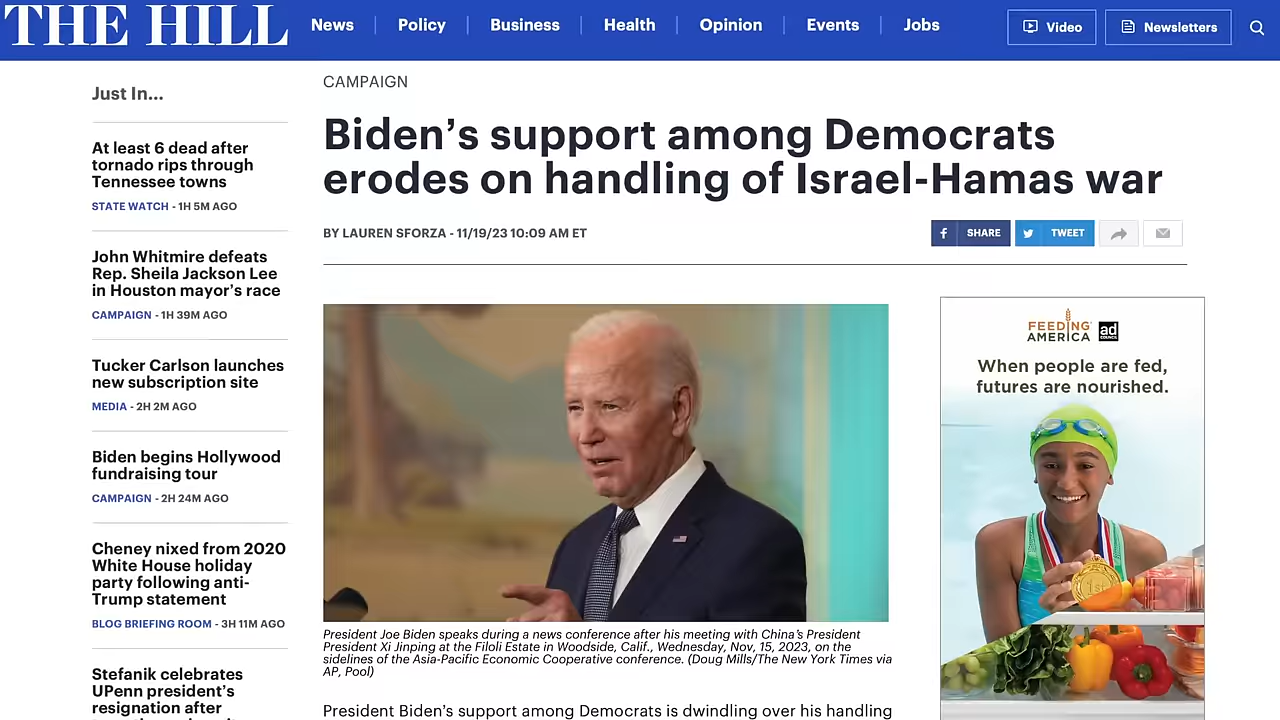 THE HILL
News
Policy
Business
Health
Opinion
Events
Jobs
Video
Newsletters
Just In...
At least 6 dead after
tornado rips through
Tennessee towns
STATE WATCH - 1H 5M AGO
John Whitmire defeats
Rep. Sheila Jackson Lee
in Houston mayor's race
CAMPAIGN - 1H 39M AGO
Tucker Carlson launches
new subscription site
MEDIA - 2H 2M AGO
Biden begins Hollywood
fundraising tour
CAMPAIGN - 2H 24M AGO
Cheney nixed from 2020
White House holiday
party following anti-
Trump statement
BLOG BRIEFING ROOM - 3H 11M AGO
Stefanik celebrates
UPenn president's
resignation after
CAMPAIGN
Biden's support among Democrats
erodes on handling of Israel-Hamas war
BY LAUREN SFORZA - 11/19/23 10:09 AM ET
SHARE
TWEET
President Joe Biden speaks during a news conference after his meeting with China's President
President Xi Jinping at the Filoli Estate in Woodside, Calif., Wednesday, Nov, 15, 2023, on the
sidelines of the Asia-Pacific Economic Cooperative conference. (Doug Mills/The New York Times via
AP, Pool)
President Biden's support among Democrats is dwindling over his handling
FEEDING
AMERICA
ad
COUNCIL
When people are fed,
futures are nourished.
1st